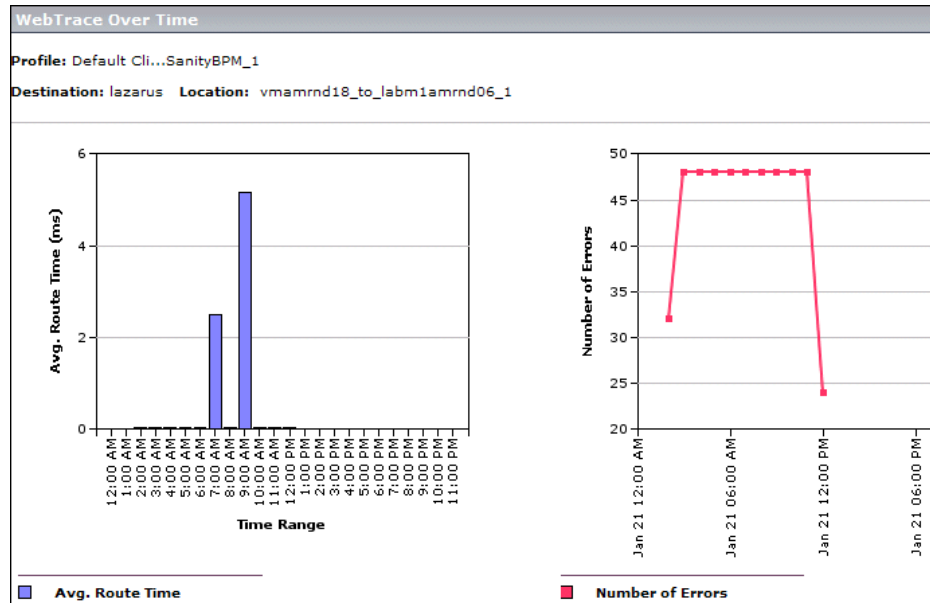 WebTrace Over Time
Profile: Default Cli...SanityBPM_1
Destination: lazarus Location: vmamrnd18_to_labm1amrnd06_1
6
4
2
0
Avg. Route Time (ms)
12:00 AM
1:00 AM
2:00 AM
3:00 AM
4:00 AM
5:00 AM
6:00 AM
7:00 AM
8:00 AM
9:00 AM
10:00 AM
11:00 AM
12:00 PM
1:00 PM
2:00 PM
3:00 PM
4:00 PM
5:00 PM
6:00 PM
7:00 PM
8:00 PM
9:00 PM
10:00 PM
11:00 PM
Time Range
Avg. Route Time
50
45
40
35
30
25
20
Number of Errors
Jan 21 12:00 AM
Jan 21 06:00 AM
Jan 21 12:00 PM
Jan 21 06:00 PM
Number of Errors